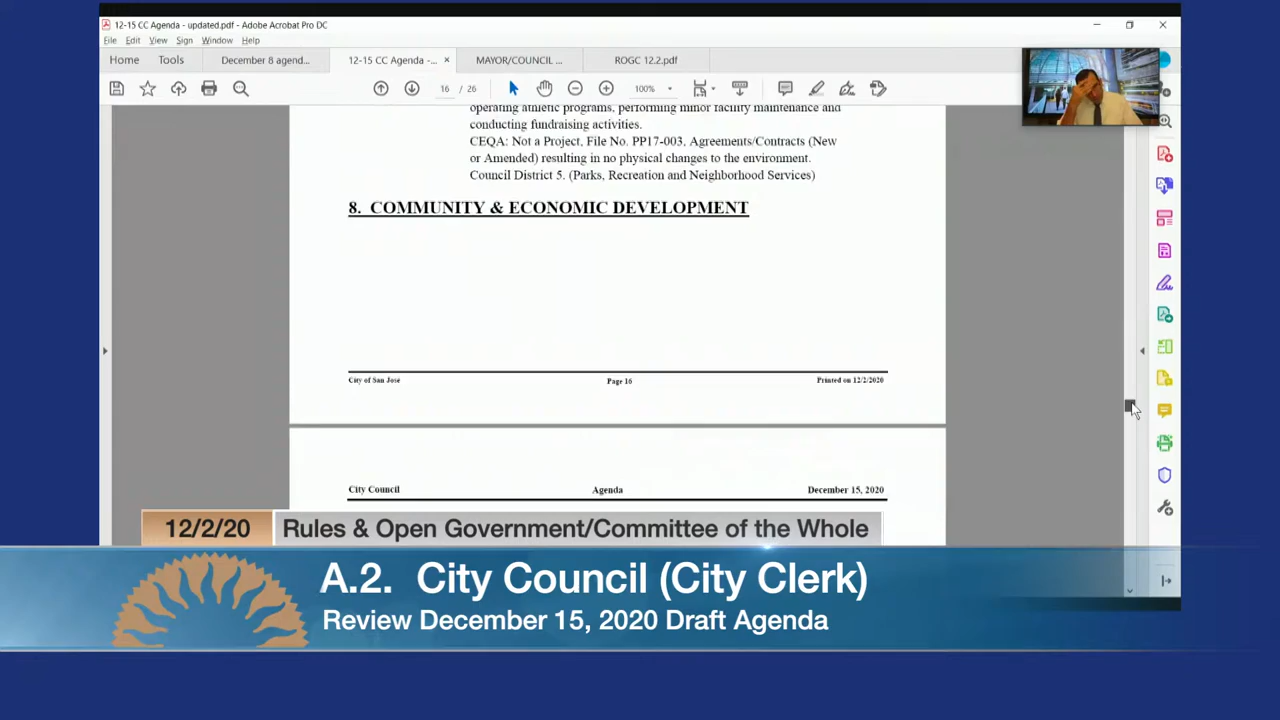 12-15 CC Agenda - updated.pdf - Adobe Acrobat Pro DC
File Edit View Sign Window Help
Home Tools December 8 agend... 12-15 CC Agenda -... × MAYOR/COUNCIL ... ROGC 12.2.pdf
16 / 26 100%
operating athletic programs, performing minor facility maintenance and
conducting fundraising activities.
CEQA: Not a Project, File No. PP17-003, Agreements/Contracts (New
or Amended) resulting in no physical changes to the environment.
Council District 5. (Parks, Recreation and Neighborhood Services)
8. COMMUNITY & ECONOMIC DEVELOPMENT
City of San José Page 16 Printed on 12/2/2020
City Council Agenda December 15, 2020
12/2/20 Rules & Open Government/Committee of the Whole
A.2. City Council (City Clerk)
Review December 15, 2020 Draft Agenda